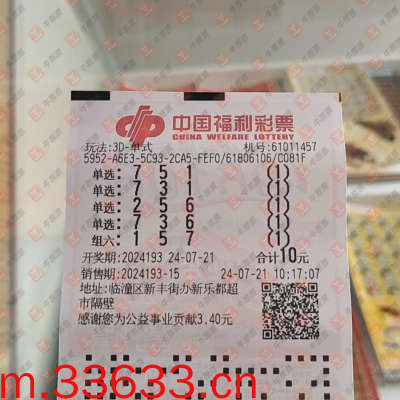 中国福利彩票
CHINA WELFARE LOTTERY
玩法:3D-单式 机号:61011457
5952-A6E3-5C93-2CA5-FEF0/61806106/C081F
单选: 7 5 1 (1)
单选: 7 3 1 (1)
单选: 2 5 6 (1)
单选: 7 3 6 (1)
组六: 1 5 7 (1)
开奖期:2024193 24-07-21 合计10元
销售期:2024193-15 24-07-21 10:17:07
地址:临潼区新丰街办新乐都超
市隔壁
感谢您为公益事业贡献3.40元
m.33633.cn